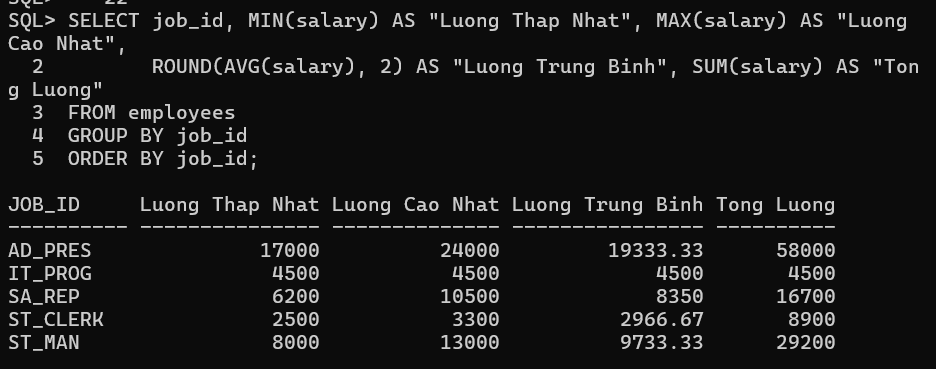 SQL> SELECT job_id, MIN(salary) AS "Luong Thap Nhat", MAX(salary) AS "Luong
Cao Nhat",
  2         ROUND(AVG(salary), 2) AS "Luong Trung Binh", SUM(salary) AS "Ton
g Luong"
  3  FROM employees
  4  GROUP BY job_id
  5  ORDER BY job_id;

JOB_ID     Luong Thap Nhat Luong Cao Nhat Luong Trung Binh Tong Luong
---------- --------------- -------------- ---------------- ----------
AD_PRES              17000          24000         19333.33      58000
IT_PROG               4500           4500             4500       4500
SA_REP                6200          10500             8350      16700
ST_CLERK              2500           3300          2966.67       8900
ST_MAN                8000          13000          9733.33      29200